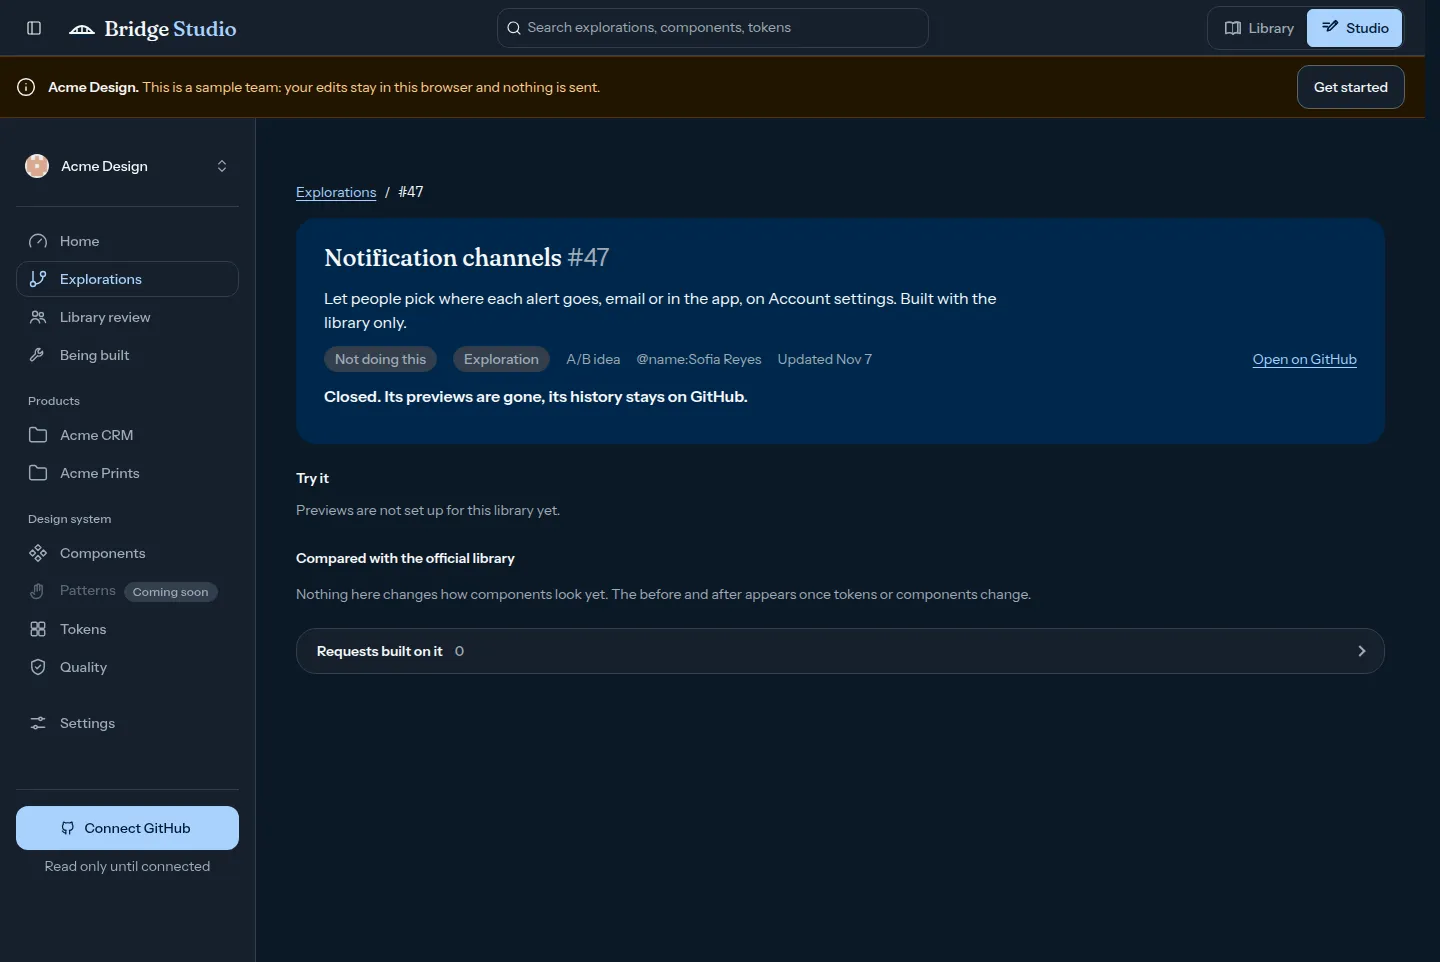 Bridge Studio
Search explorations, components, tokens
Library
Studio
Acme Design. This is a sample team: your edits stay in this browser and nothing is sent.
Get started
Acme Design
Home
Explorations
Library review
Being built
Products
Acme CRM
Acme Prints
Design system
Components
Patterns
Coming soon
Tokens
Quality
Settings
Connect GitHub
Read only until connected
Explorations / #47
Notification channels #47
Let people pick where each alert goes, email or in the app, on Account settings. Built with the
library only.
Not doing this
Exploration
A/B idea
@name:Sofia Reyes
Updated Nov 7
Open on GitHub
Closed. Its previews are gone, its history stays on GitHub.
Try it
Previews are not set up for this library yet.
Compared with the official library
Nothing here changes how components look yet. The before and after appears once tokens or components change.
Requests built on it 0